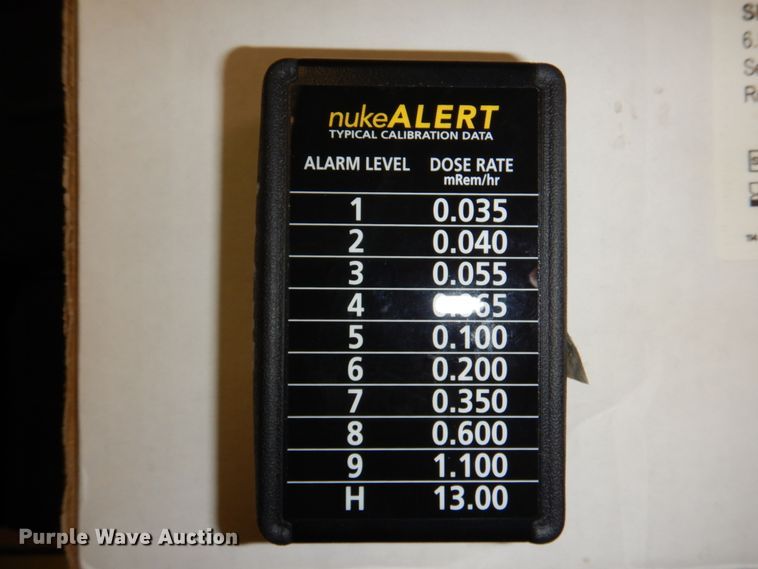 nukeALERT
TYPICAL CALIBRATION DATA
ALARM LEVEL DOSE RATE
mRem/hr
1 0.035
2 0.040
3 0.055
4
5 0.100
6 0.200
7 0.350
8 0.600
9 1.100
H 13.00
Purple Wave Auction